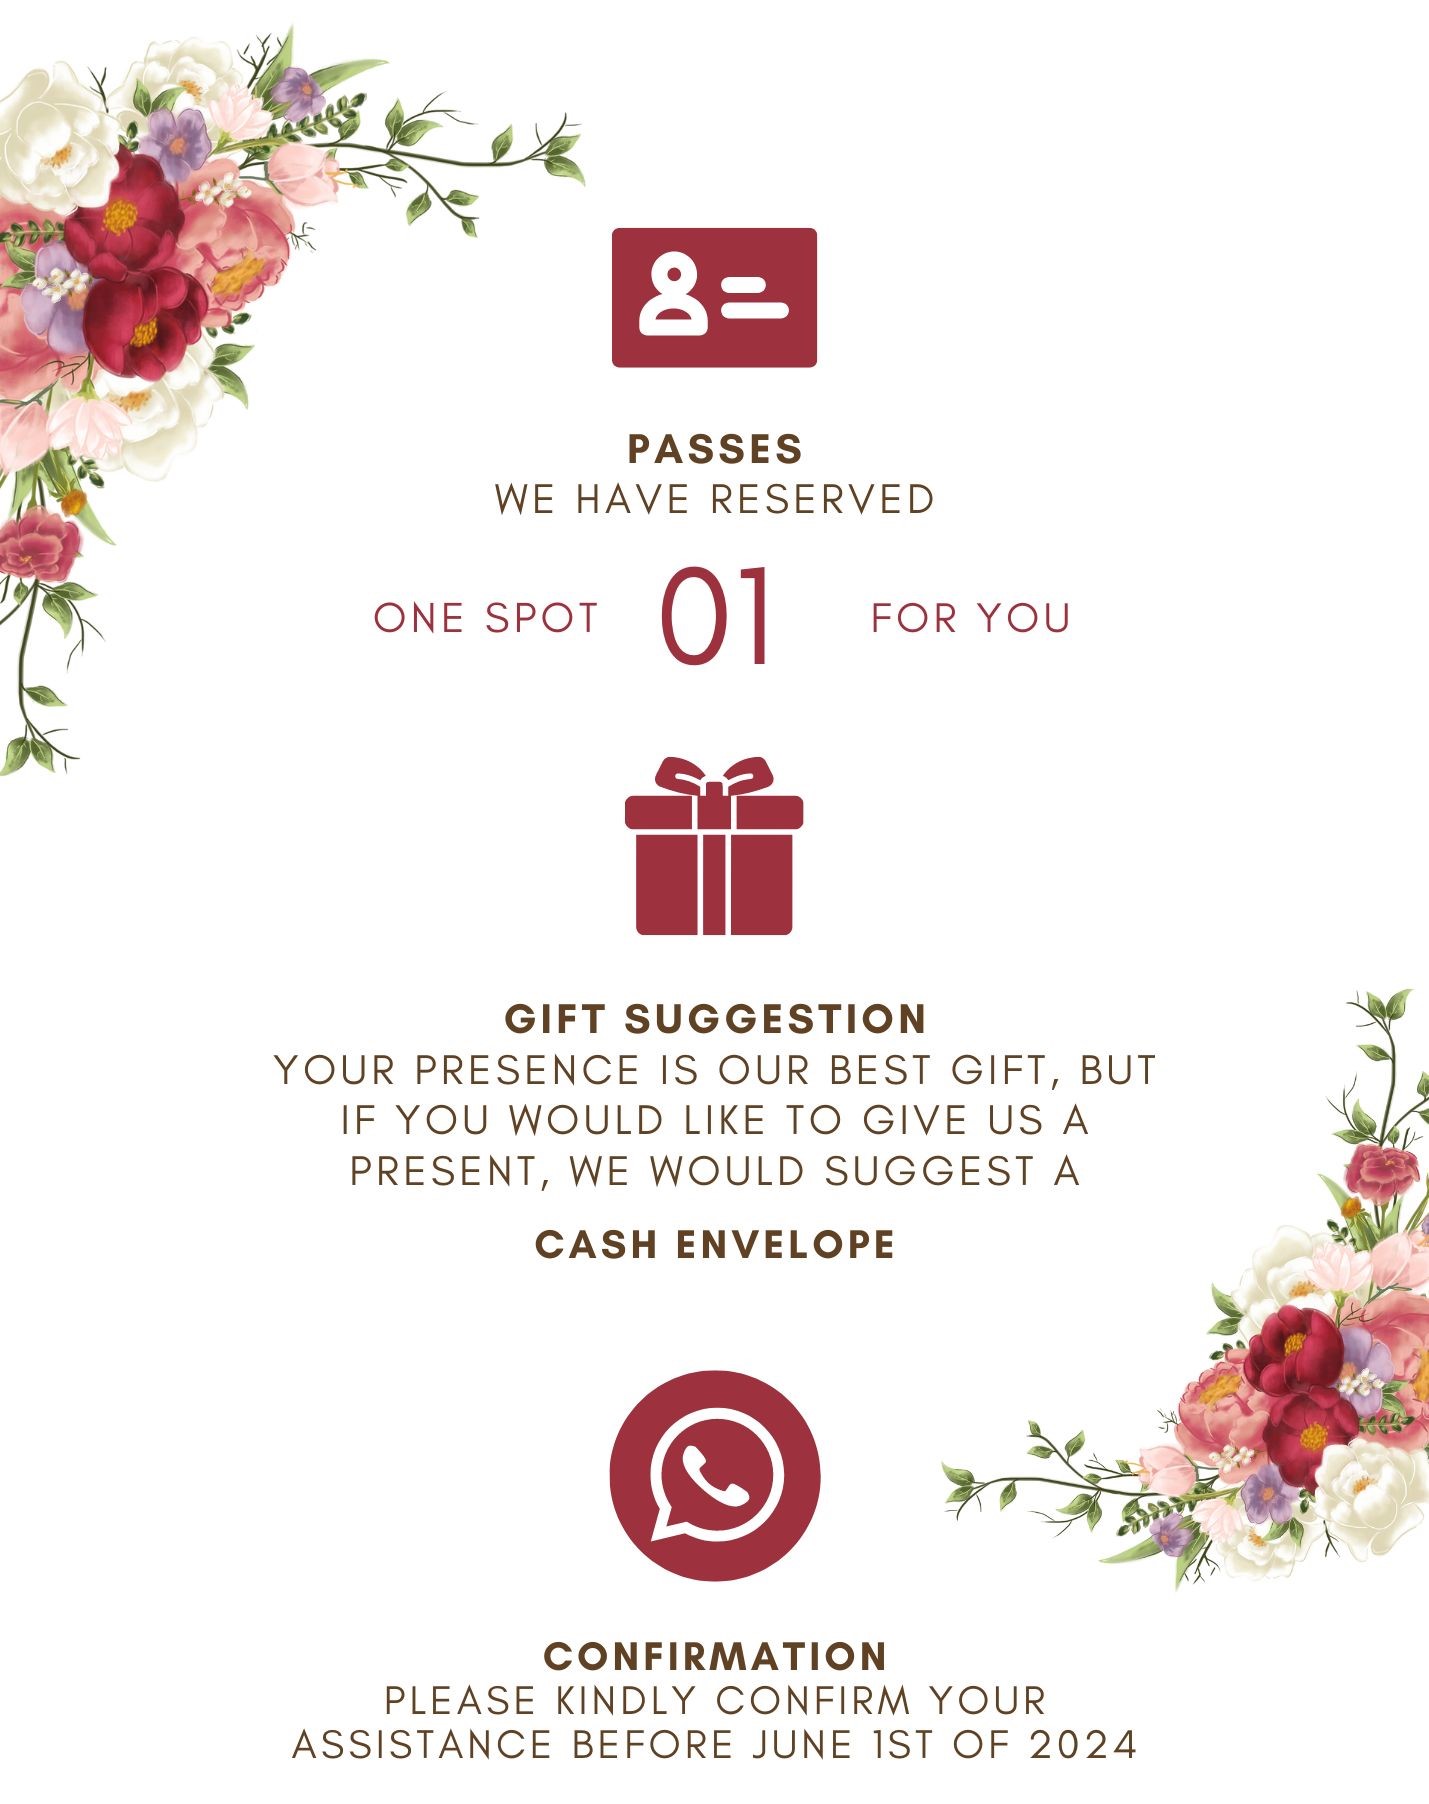 PASSES
WE HAVE RESERVED
ONE SPOT 01 FOR YOU
GIFT SUGGESTION
YOUR PRESENCE IS OUR BEST GIFT, BUT
IF YOU WOULD LIKE TO GIVE US A
PRESENT, WE WOULD SUGGEST A
CASH ENVELOPE
CONFIRMATION
PLEASE KINDLY CONFIRM YOUR
ASSISTANCE BEFORE JUNE 1ST OF 2024